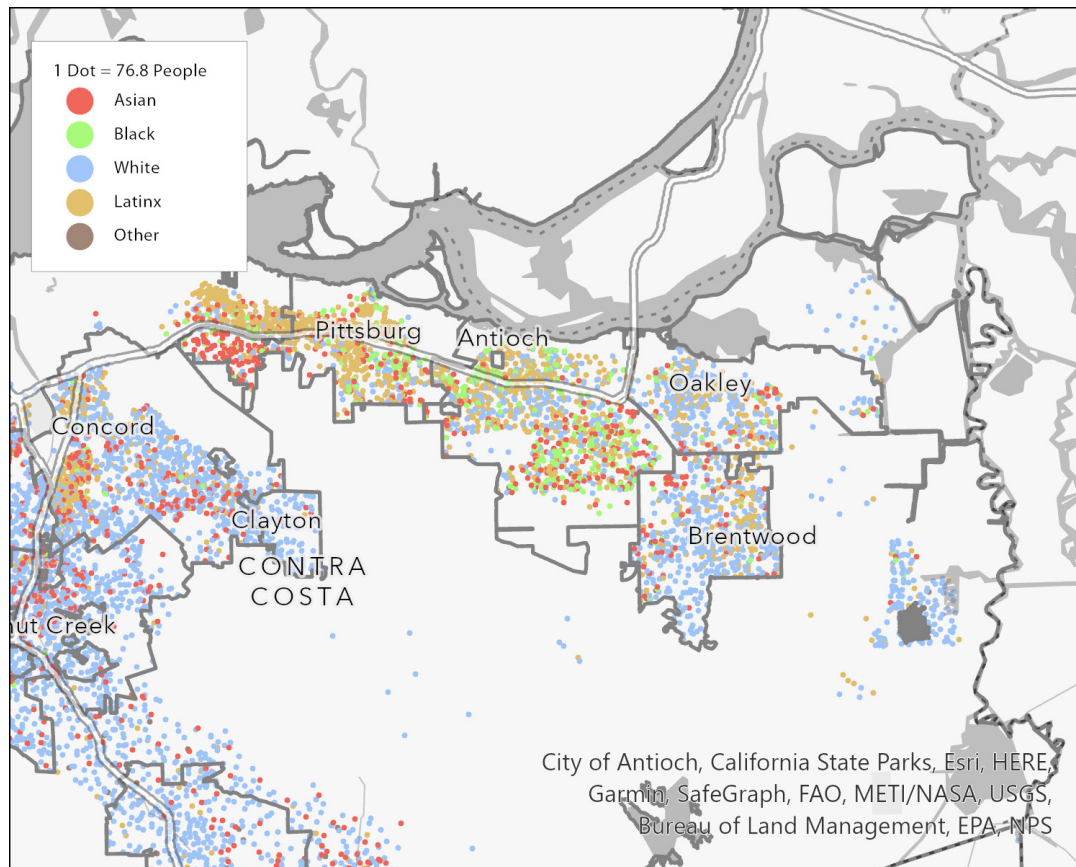 1 Dot = 76.8 People
Asian
Black
White
Latinx
Other
Pittsburg
Antioch
Oakley
Concord
Clayton
Brentwood
CONTRA
COSTA
Creek
City of Antioch, California State Parks, Esri, HERE,
Garmin, SafeGraph, FAO, METI/NASA, USGS,
Bureau of Land Management, EPA, NPS